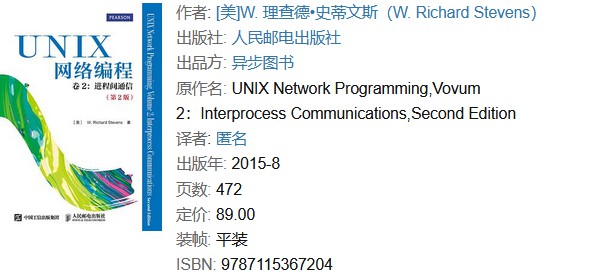 PEARSON
UNIX
网络编程
卷2:进程间通信
(第2版)
[美] W. Richard Stevens 著
中国工信出版集团
人民邮电出版社
UNIX Network Programming, Volume 2: Interprocess Communications, Second Edition
作者: [美]W. 理查德•史蒂文斯(W. Richard Stevens)
出版社: 人民邮电出版社
出品方: 异步图书
原作名: UNIX Network Programming,Vovum
2:Interprocess Communications,Second Edition
译者: 匿名
出版年: 2015-8
页数: 472
定价: 89.00
装帧: 平装
ISBN: 9787115367204